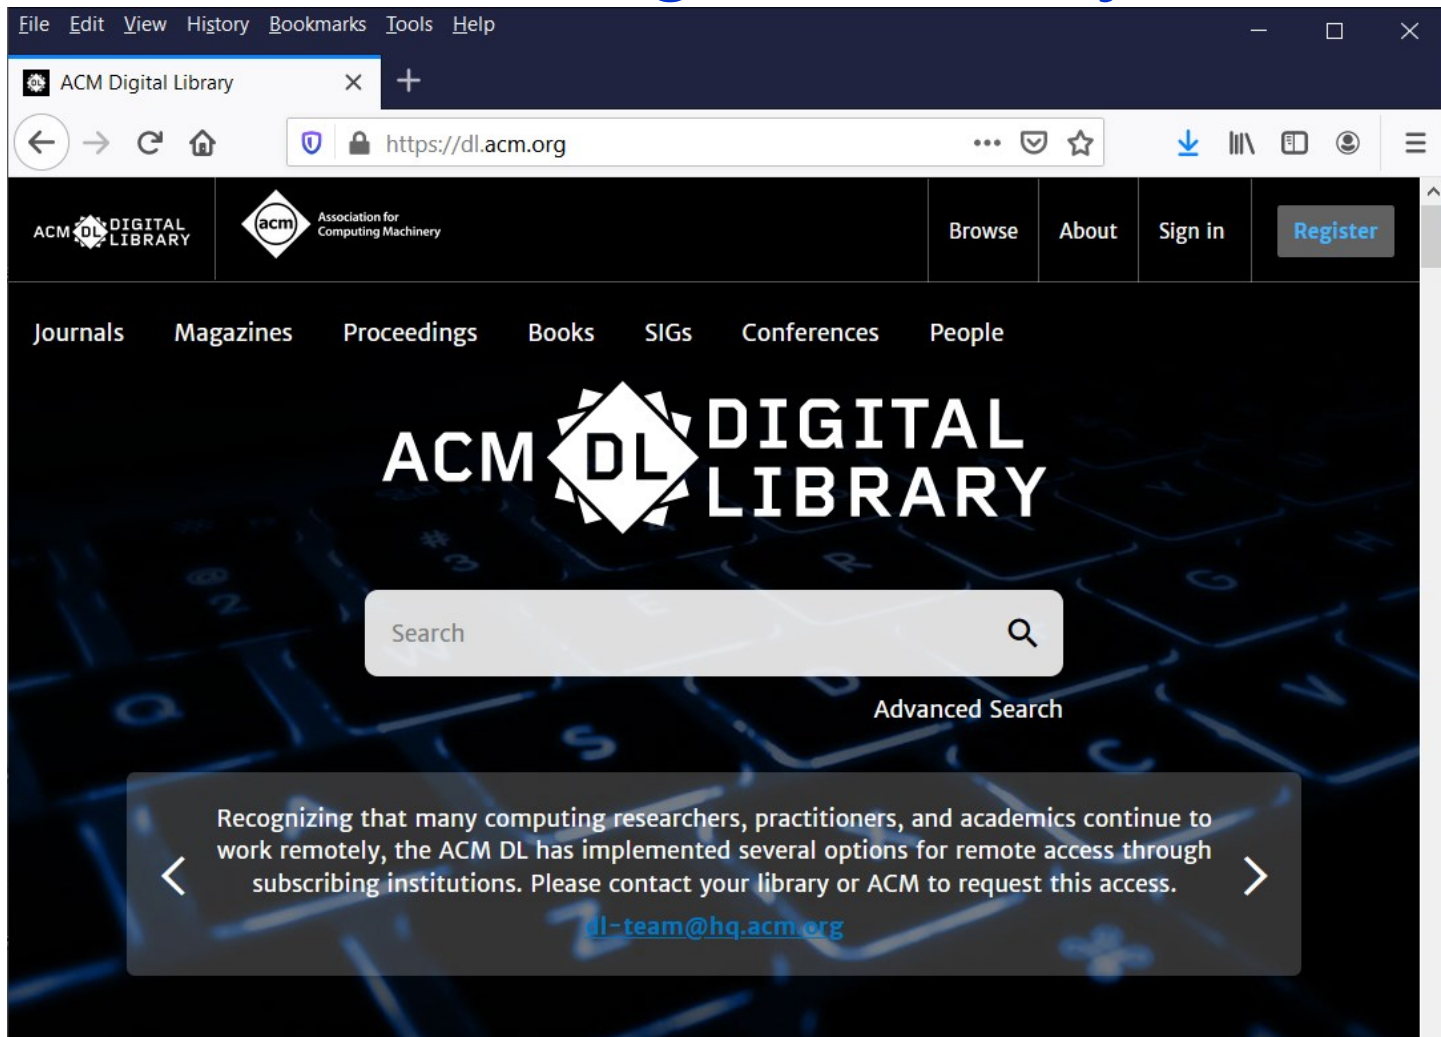 File Edit View History Bookmarks Tools Help
ACM Digital Library
https://dl.acm.org
ACM DL DIGITAL LIBRARY
acm Association for Computing Machinery
Browse About Sign in Register
Journals Magazines Proceedings Books SIGs Conferences People
ACM DL DIGITAL
LIBRARY
Search
Advanced Search
Recognizing that many computing researchers, practitioners, and academics continue to
work remotely, the ACM DL has implemented several options for remote access through
subscribing institutions. Please contact your library or ACM to request this access.
dl-team@hq.acm.org